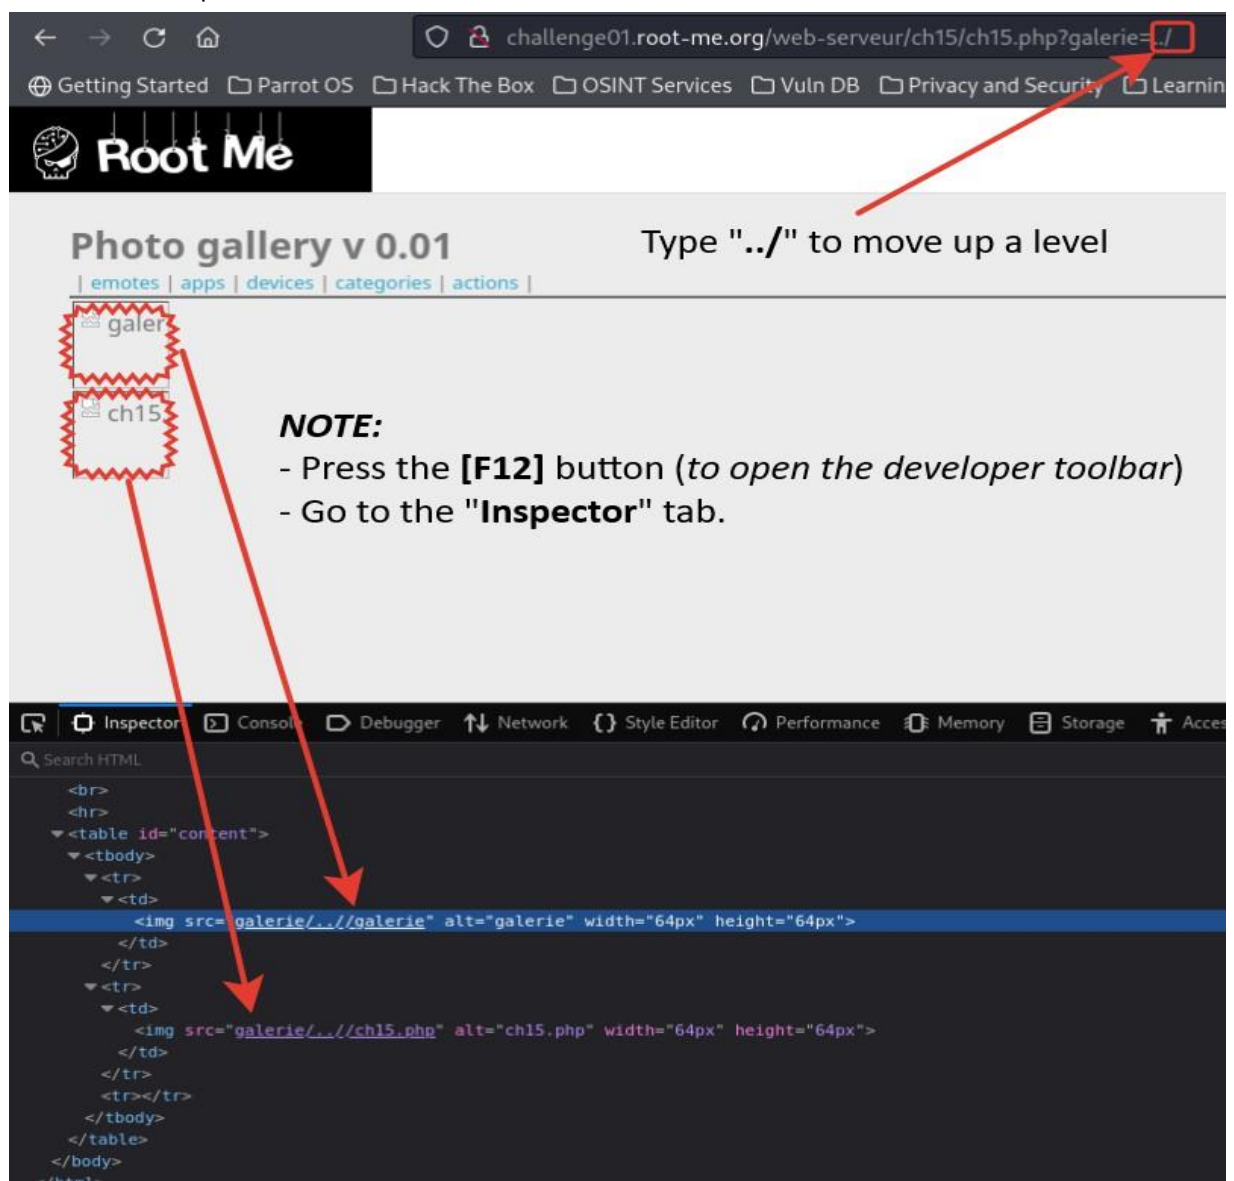 challenge01.root-me.org/web-serveur/ch15/ch15.php?galerie=../
Getting Started Parrot OS Hack The Box OSINT Services Vuln DB Privacy and Security Learnin
Root Me
Photo gallery v 0.01
Type "../" to move up a level
| emotes | apps | devices | categories | actions |
galer
ch15
NOTE:
- Press the [F12] button (to open the developer toolbar)
- Go to the "Inspector" tab.
Inspector Console Debugger Network Style Editor Performance Memory Storage Acces
Search HTML
<br>
<hr>
<table id="content">
<tbody>
<tr>
<td>
<img src="galerie/..//galerie" alt="galerie" width="64px" height="64px">
</td>
</tr>
<tr>
<td>
<img src="galerie/..//ch15.php" alt="ch15.php" width="64px" height="64px">
</td>
</tr>
<tr></tr>
</tbody>
</table>
</body>